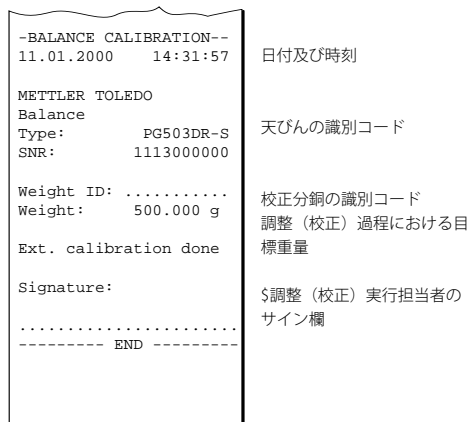 -BALANCE CALIBRATION--
11.01.2000 14:31:57
日付及び時刻
METTLER TOLEDO
Balance
Type: PG503DR-S
天びんの識別コード
SNR: 1113000000
Weight ID: ...........
校正分銅の識別コード
Weight: 500.000 g
調整（校正）過程における目
標重量
Ext. calibration done
Signature:
$調整（校正）実行担当者の
サイン欄
.......................
--------- END ---------